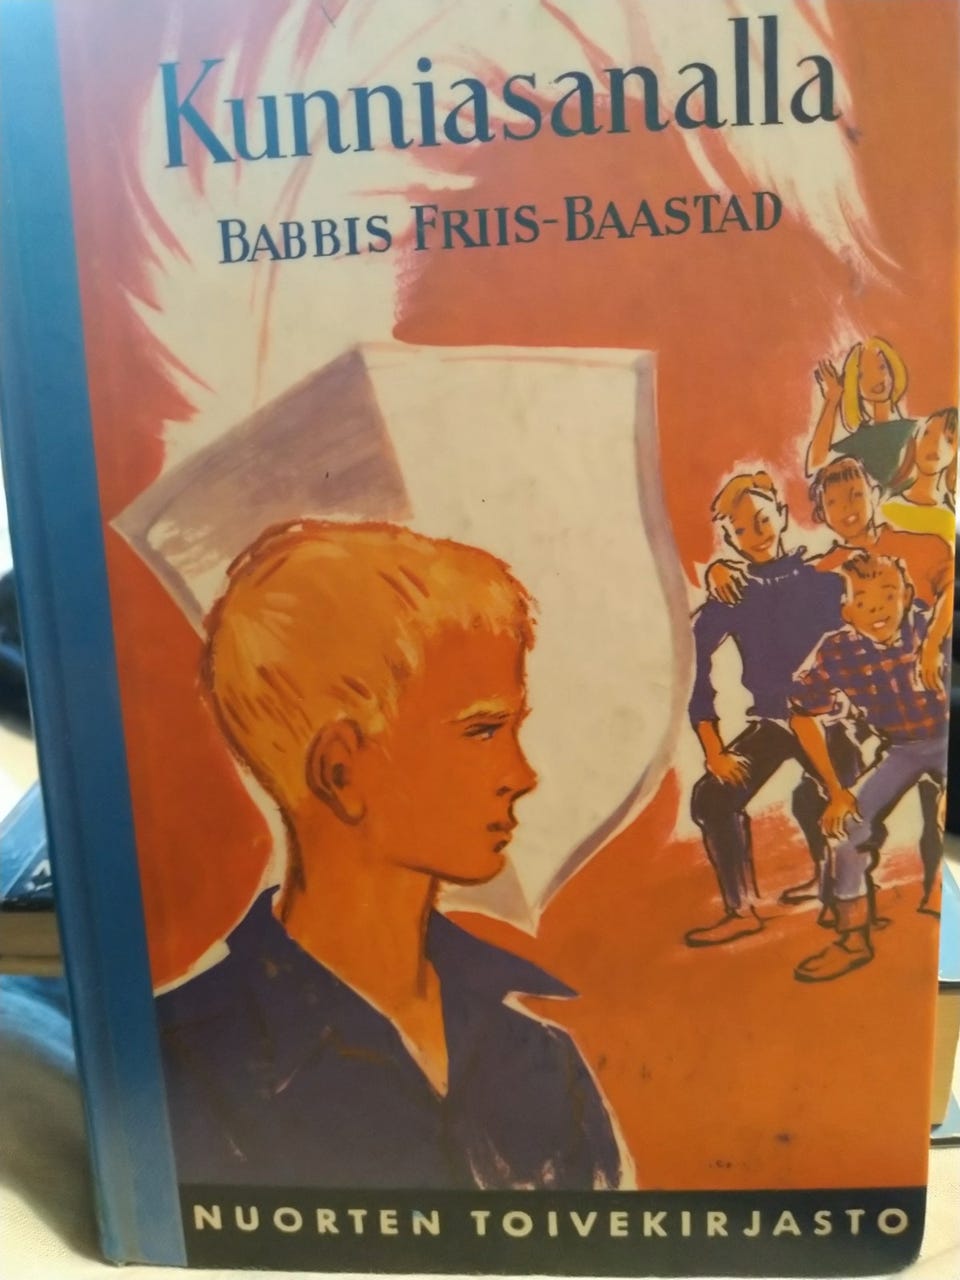 Kunniasanalla
BABBIS FRIIS-BAASTAD
NUORTEN TOIVEKIRJASTO